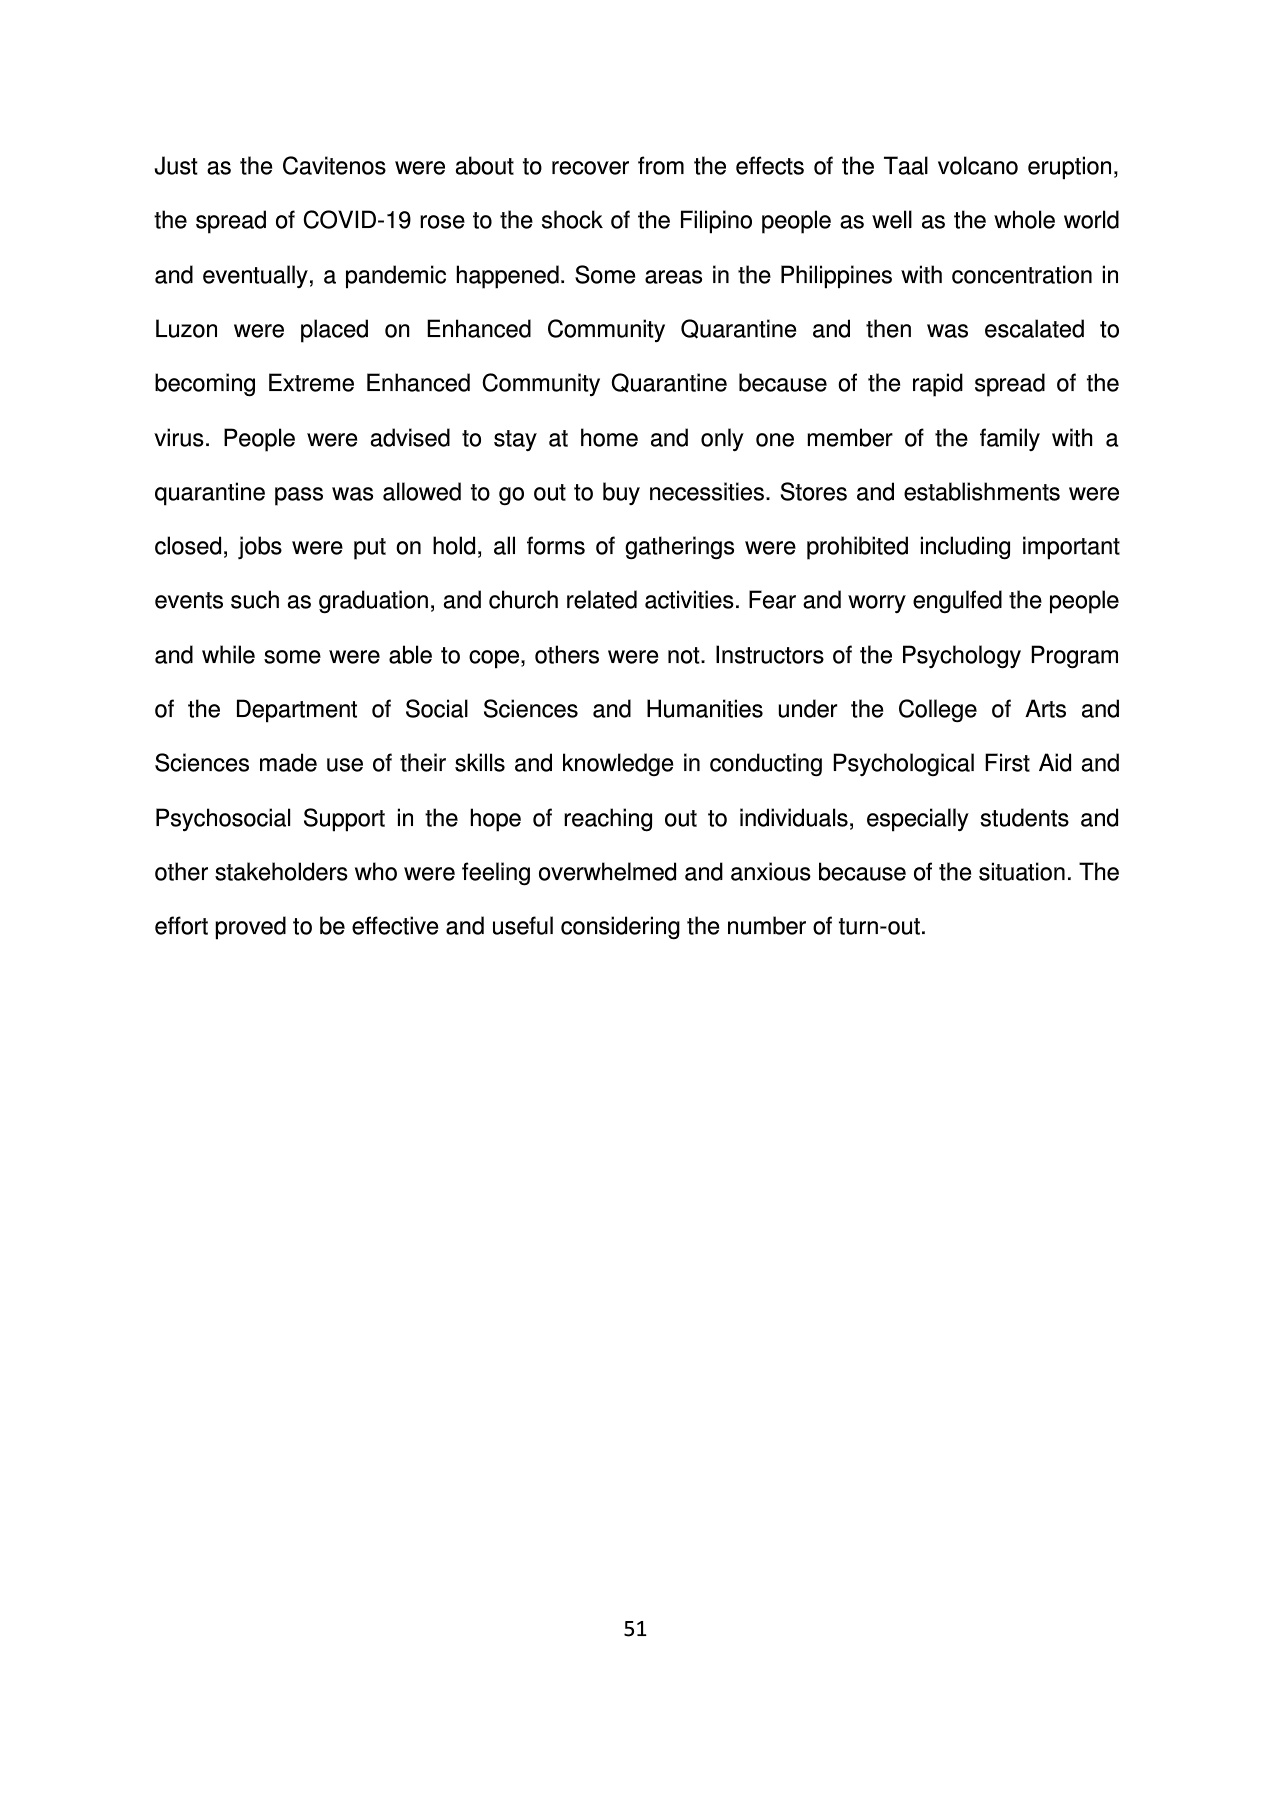 Just as the Cavitenos were about to recover from the effects of the Taal volcano eruption,
the spread of COVID-19 rose to the shock of the Filipino people as well as the whole world
and eventually, a pandemic happened. Some areas in the Philippines with concentration in
Luzon were placed on Enhanced Community Quarantine and then was escalated to
becoming Extreme Enhanced Community Quarantine because of the rapid spread of the
virus. People were advised to stay at home and only one member of the family with a
quarantine pass was allowed to go out to buy necessities. Stores and establishments were
closed, jobs were put on hold, all forms of gatherings were prohibited including important
events such as graduation, and church related activities. Fear and worry engulfed the people
and while some were able to cope, others were not. Instructors of the Psychology Program
of the Department of Social Sciences and Humanities under the College of Arts and
Sciences made use of their skills and knowledge in conducting Psychological First Aid and
Psychosocial Support in the hope of reaching out to individuals, especially students and
other stakeholders who were feeling overwhelmed and anxious because of the situation. The
effort proved to be effective and useful considering the number of turn-out.
51